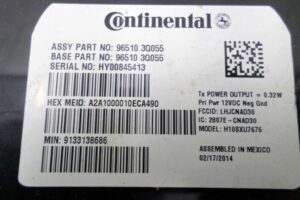 Continental
ASSY PART NO: 96510 3Q055
BASE PART NO: 96510 3Q055
SERIAL NO: HY00845413
HEX MEID: A2A1000010ECA490
Tx POWER OUTPUT = 0.32W
Pri Pwr 12VDC Neg Gnd
FCCID: LHJCNAD30
IC: 2807E-CNAD30
MODEL: H10SXU7676
MIN: 9133138686
ASSEMBLED IN MEXICO
02/17/2014